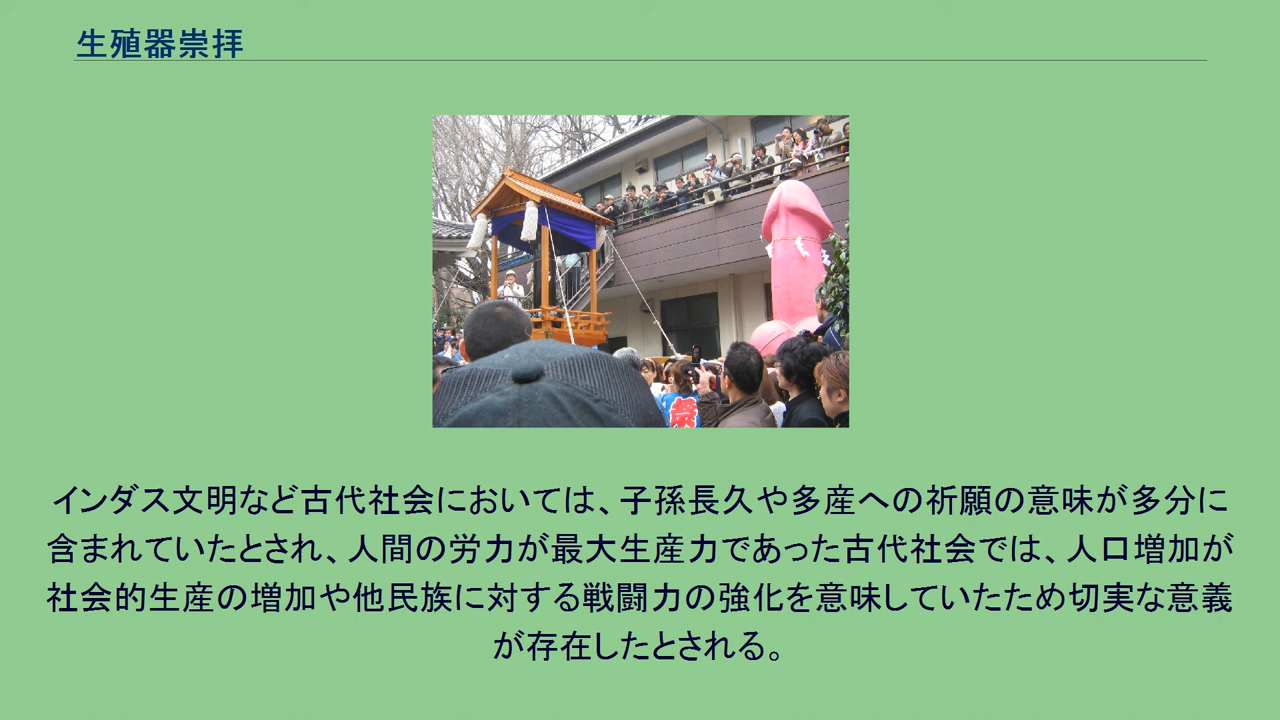 生殖器崇拝
祭
インダス文明など古代社会においては、子孫長久や多産への祈願の意味が多分に
含まれていたとされ、人間の労力が最大生産力であった古代社会では、人口増加が
社会的生産の増加や他民族に対する戦闘力の強化を意味していたため切実な意義
が存在したとされる。